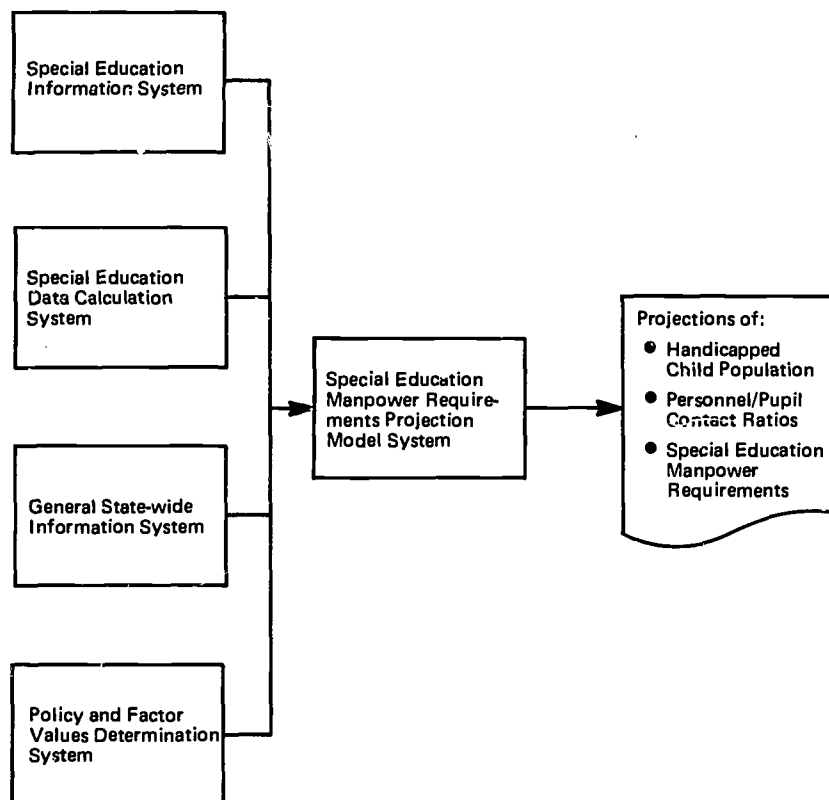 Special Education
Information System
Special Education
Data Calculation
System
General State-wide
Information System
Policy and Factor
Values Determination
System
Special Education
Manpower Require-
ments Projection
Model System
Projections of:
● Handicapped
Child Population
● Personnel/Pupil
Contact Ratios
● Special Education
Manpower
Requirements